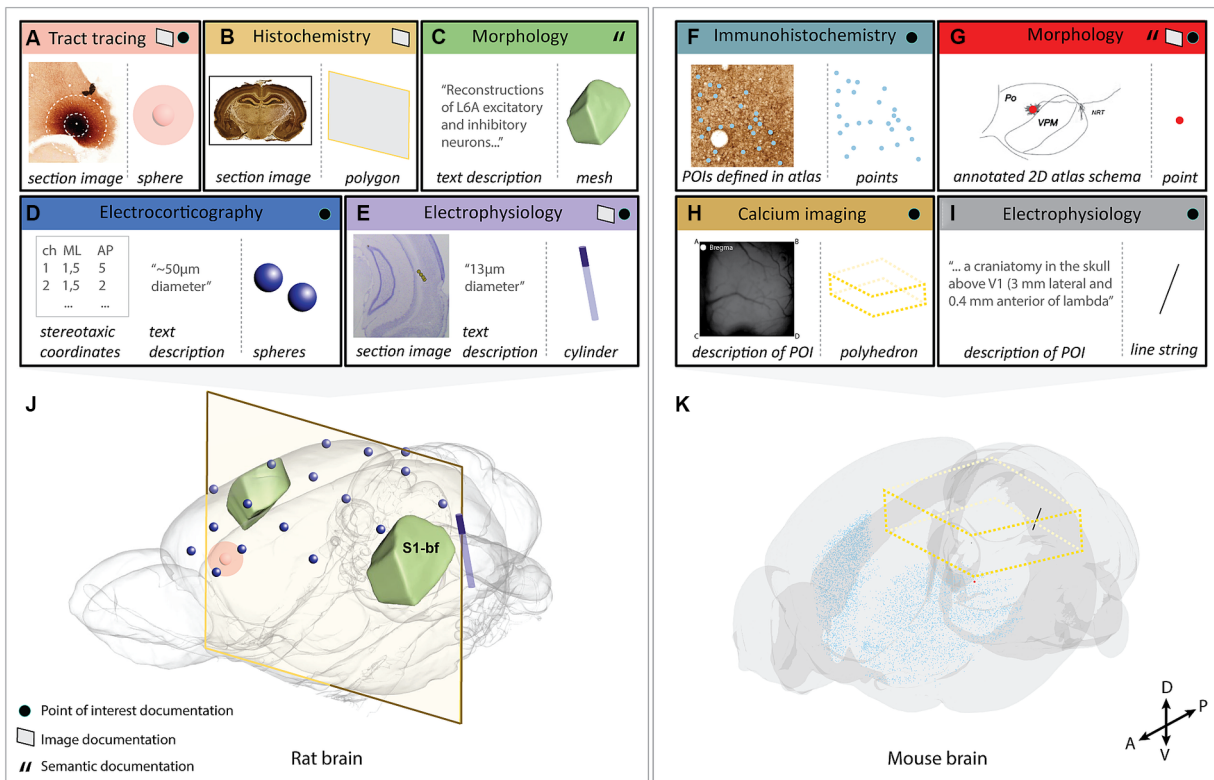 A Tract tracing
section image
sphere
B Histochemistry
section image
polygon
C Morphology
“Reconstructions
of L6A excitatory
and inhibitory
neurons...”
text description
mesh
D Electrocorticography
ch ML AP
1 1,5 5
2 1,5 2
... ...
stereotaxic
coordinates
“~50µm
diameter”
text
description
spheres
E Electrophysiology
section image
“13µm
diameter”
text
description
cylinder
F Immunohistochemistry
POIs defined in atlas
points
G Morphology
Po
VPM
NRT
annotated 2D atlas schema
point
H Calcium imaging
A
B
Bregma
C
D
description of POI
polyhedron
I Electrophysiology
“... a craniatomy in the skull
above V1 (3 mm lateral and
0.4 mm anterior of lambda”
description of POI
line string
J
S1-bf
Point of interest documentation
Image documentation
Semantic documentation
Rat brain
K
D
P
A
V
Mouse brain